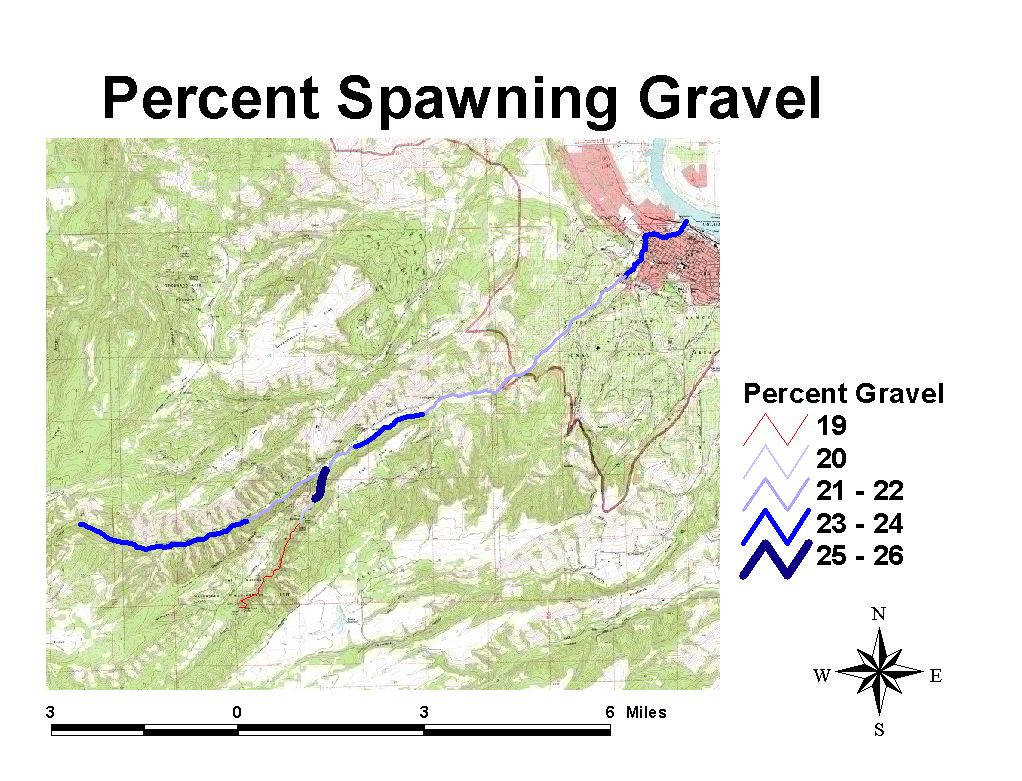 Percent Spawning Gravel
Percent Gravel
19
20
21 - 22
23 - 24
25 - 26
N
W E
S
3 0 3 6 Miles